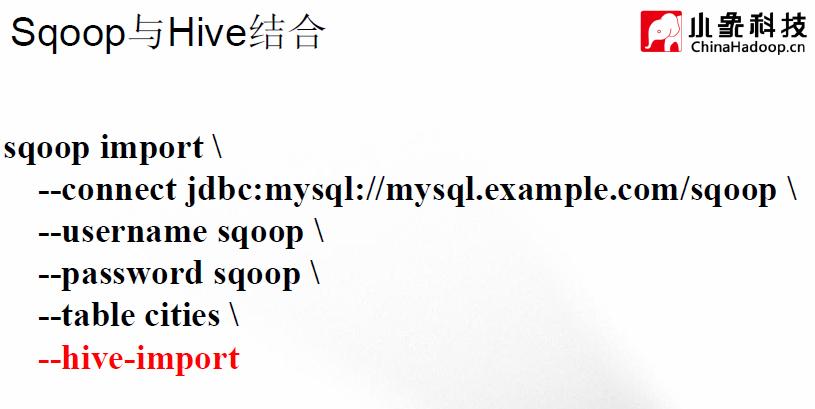 Sqoop与Hive结合
小象科技
ChinaHadoop.cn
sqoop import \
--connect jdbc:mysql://mysql.example.com/sqoop \
--username sqoop \
--password sqoop \
--table cities \
--hive-import